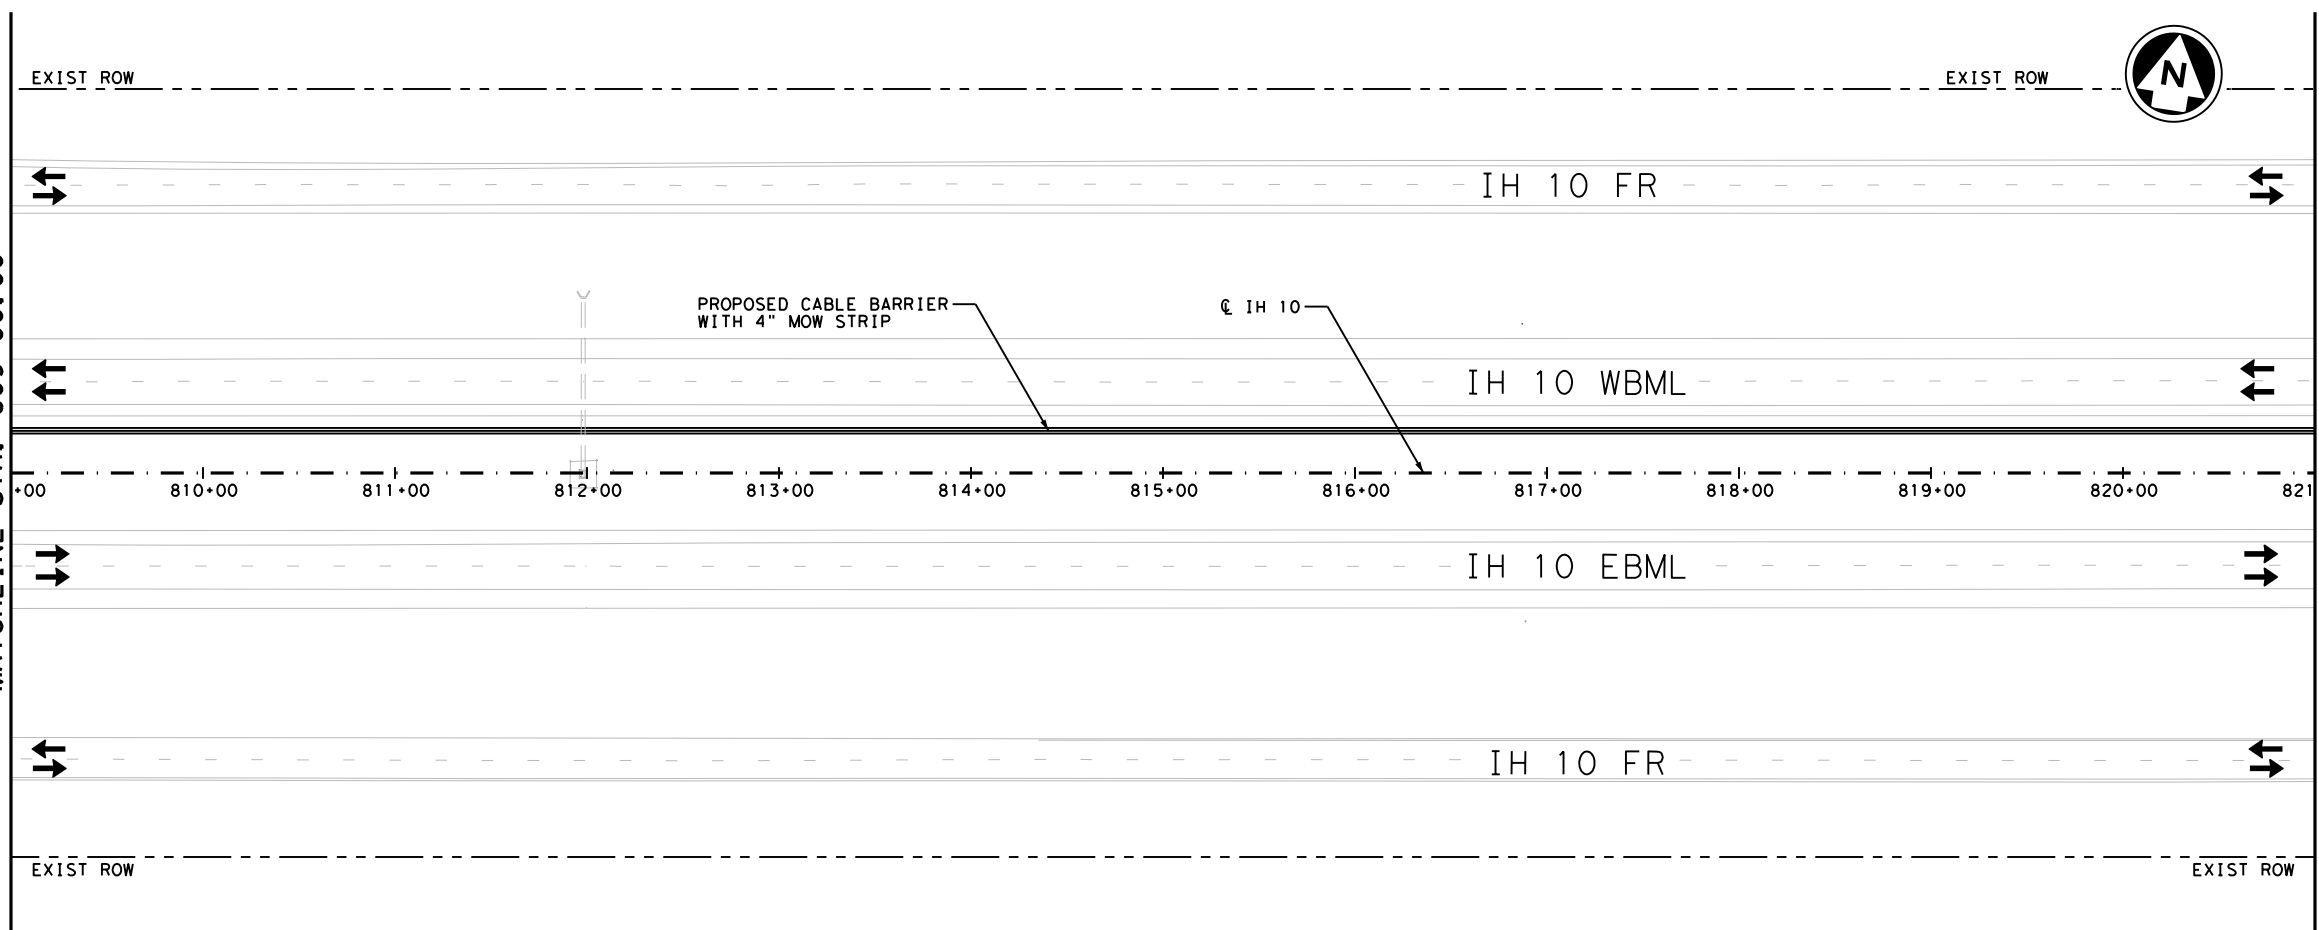 EXIST ROW
EXIST ROW
N
IH 10 FR
PROPOSED CABLE BARRIER
WITH 4" MOW STRIP
℄ IH 10
IH 10 WBML
+00 810+00 811+00 812+00 813+00 814+00 815+00 816+00 817+00 818+00 819+00 820+00 821
IH 10 EBML
IH 10 FR
EXIST ROW
EXIST ROW